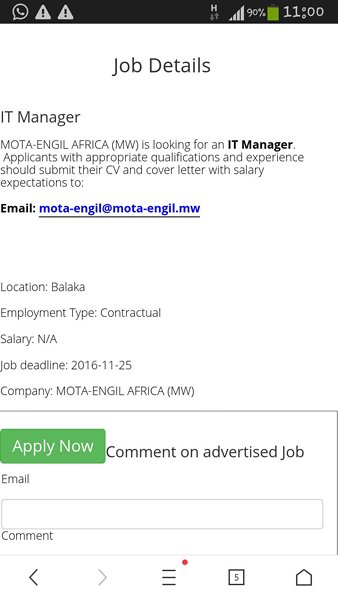 H 90% 11:00
Job Details
IT Manager
MOTA-ENGIL AFRICA (MW) is looking for an IT Manager.
Applicants with appropriate qualifications and experience
should submit their CV and cover letter with salary
expectations to:
Email: mota-engil@mota-engil.mw
Location: Balaka
Employment Type: Contractual
Salary: N/A
Job deadline: 2016-11-25
Company: MOTA-ENGIL AFRICA (MW)
Apply Now Comment on advertised Job
Email
Comment
5